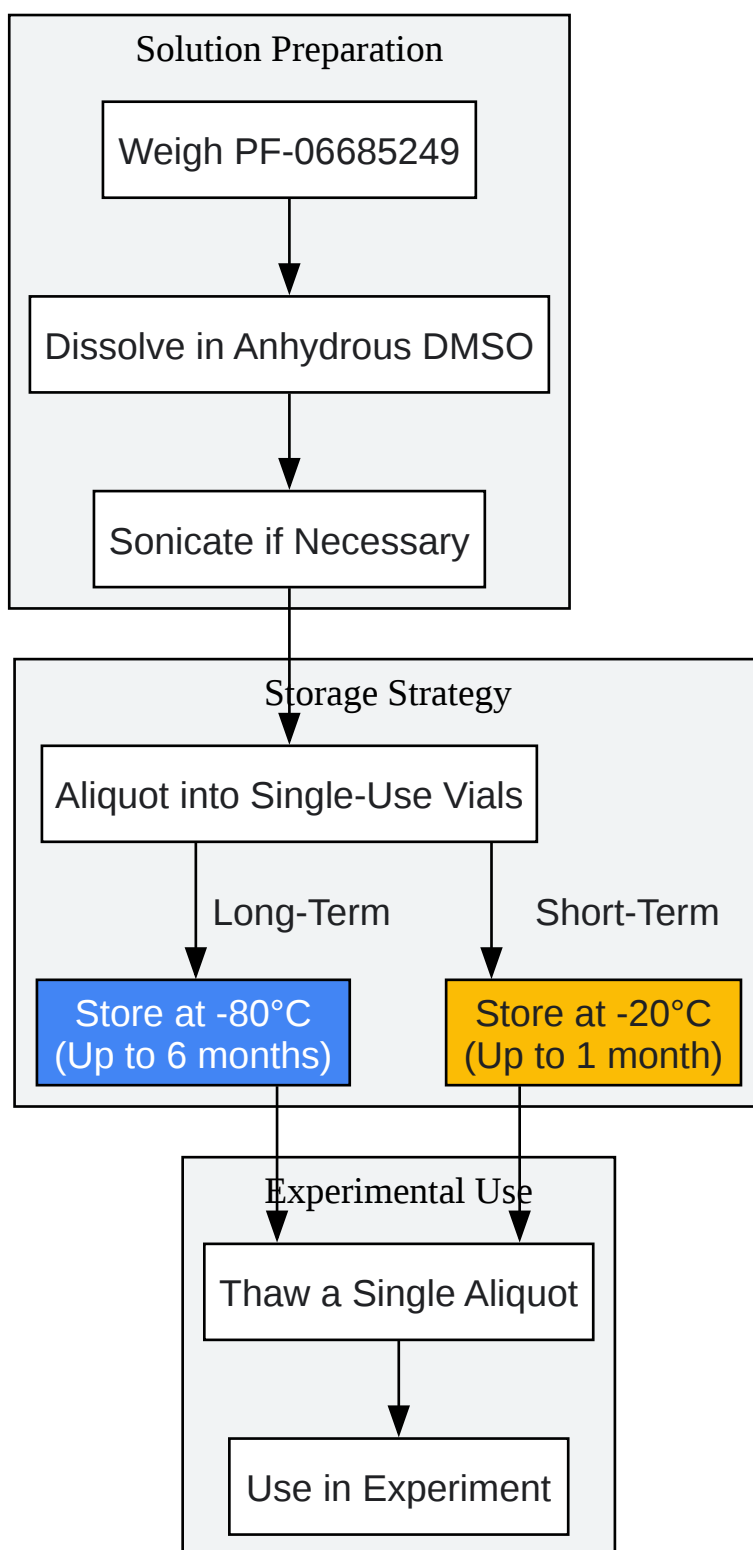 Solution Preparation
Weigh PF-06685249
Dissolve in Anhydrous DMSO
Sonicate if Necessary
Storage Strategy
Aliquot into Single-Use Vials
Long-Term
Short-Term
Store at -80°C
(Up to 6 months)
Store at -20°C
(Up to 1 month)
Experimental Use
Thaw a Single Aliquot
Use in Experiment